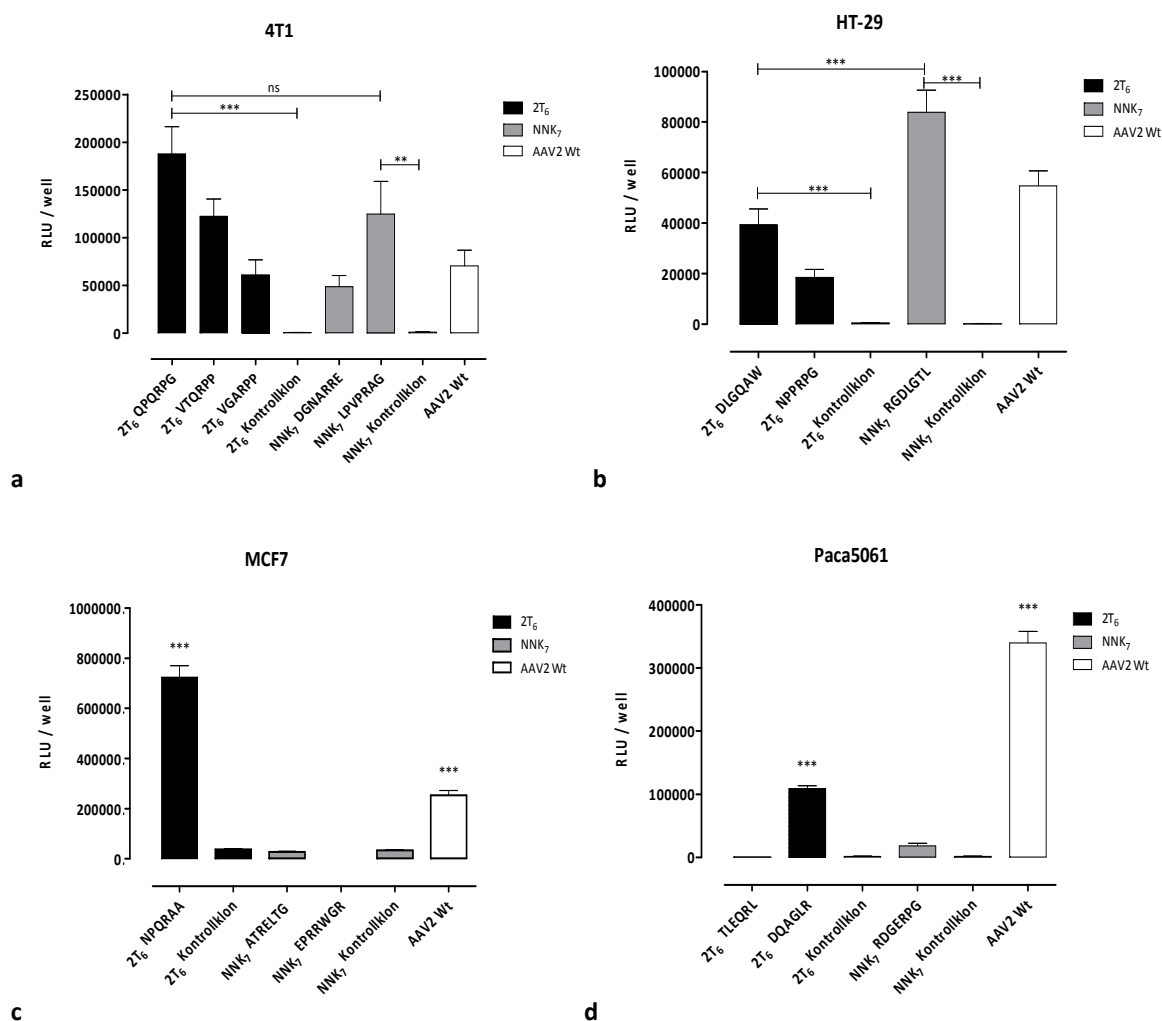 4T1
ns
***
**
250000
200000
150000
100000
50000
0
RLU / well
2T₆
NNK₇
AAV2 Wt
2T₆ QPQRPG
2T₆ VTQRPP
2T₆ VGARPP
2T₆ Kontrollklon
NNK₇ DGNARRE
NNK₇ LPVPRAG
NNK₇ Kontrollklon
AAV2 Wt
a
HT-29
***
***
***
100000
80000
60000
40000
20000
0
RLU / well
2T₆
NNK₇
AAV2 Wt
2T₆ DLGQAW
2T₆ NPPRPG
2T₆ Kontrollklon
NNK₇ RGDLGTL
NNK₇ Kontrollklon
AAV2 Wt
b
MCF7
***
***
1000000
800000
600000
400000
200000
0
RLU / well
2T₆
NNK₇
AAV2 Wt
2T₆ NPQRAA
2T₆ Kontrollklon
NNK₇ ATRELTG
NNK₇ EPRRWGR
NNK₇ Kontrollklon
AAV2 Wt
c
Paca5061
***
***
400000
300000
200000
100000
0
RLU / well
2T₆
NNK₇
AAV2 Wt
2T₆ TLEQRL
2T₆ DQAGLR
2T₆ Kontrollklon
NNK₇ RDGERPG
NNK₇ Kontrollklon
AAV2 Wt
d